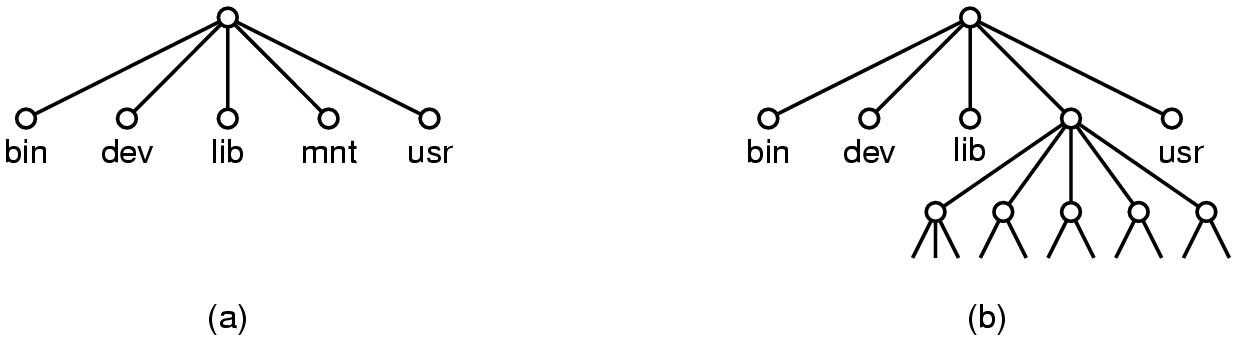 bin dev lib mnt usr
bin dev lib usr
(a)
(b)